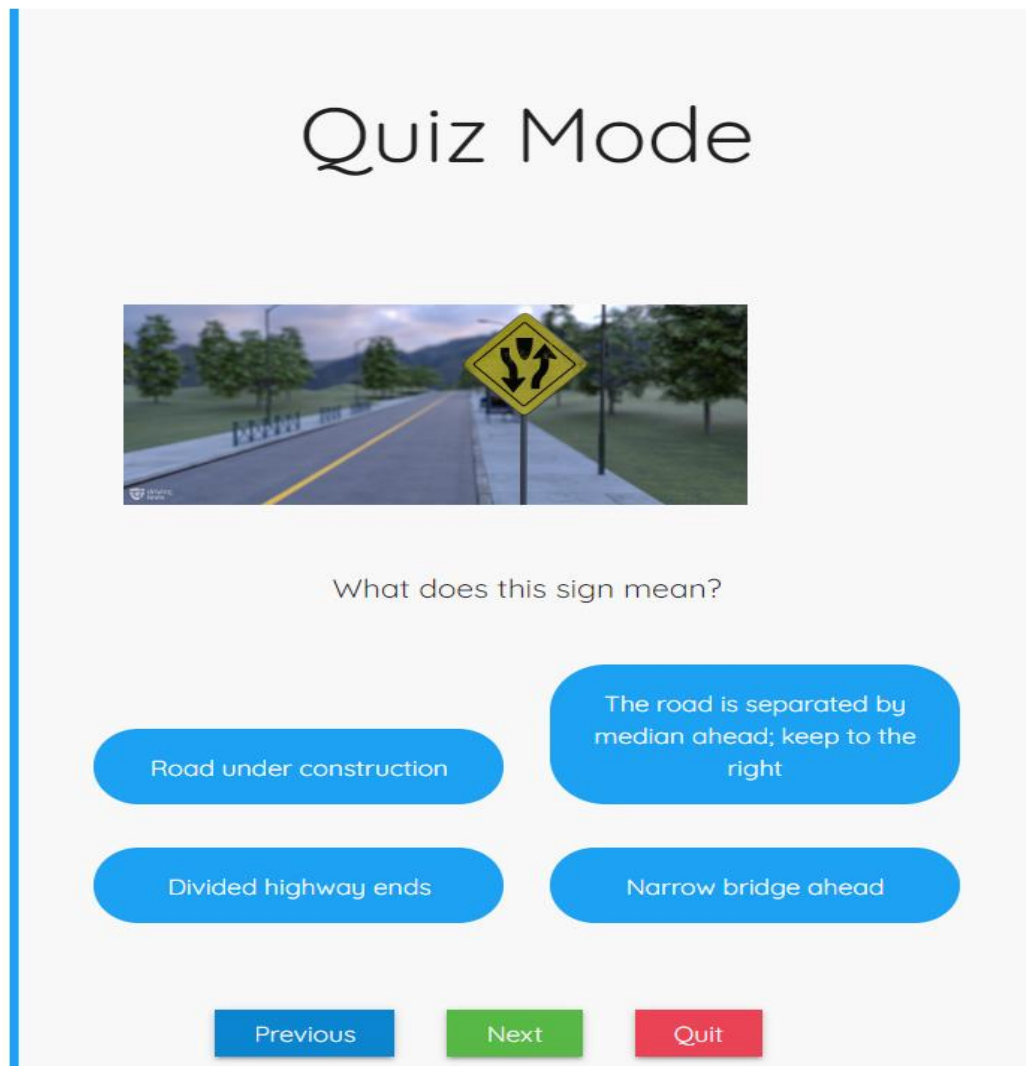 Quiz Mode
What does this sign mean?
Road under construction
The road is separated by
median ahead; keep to the
right
Divided highway ends
Narrow bridge ahead
Previous
Next
Quit